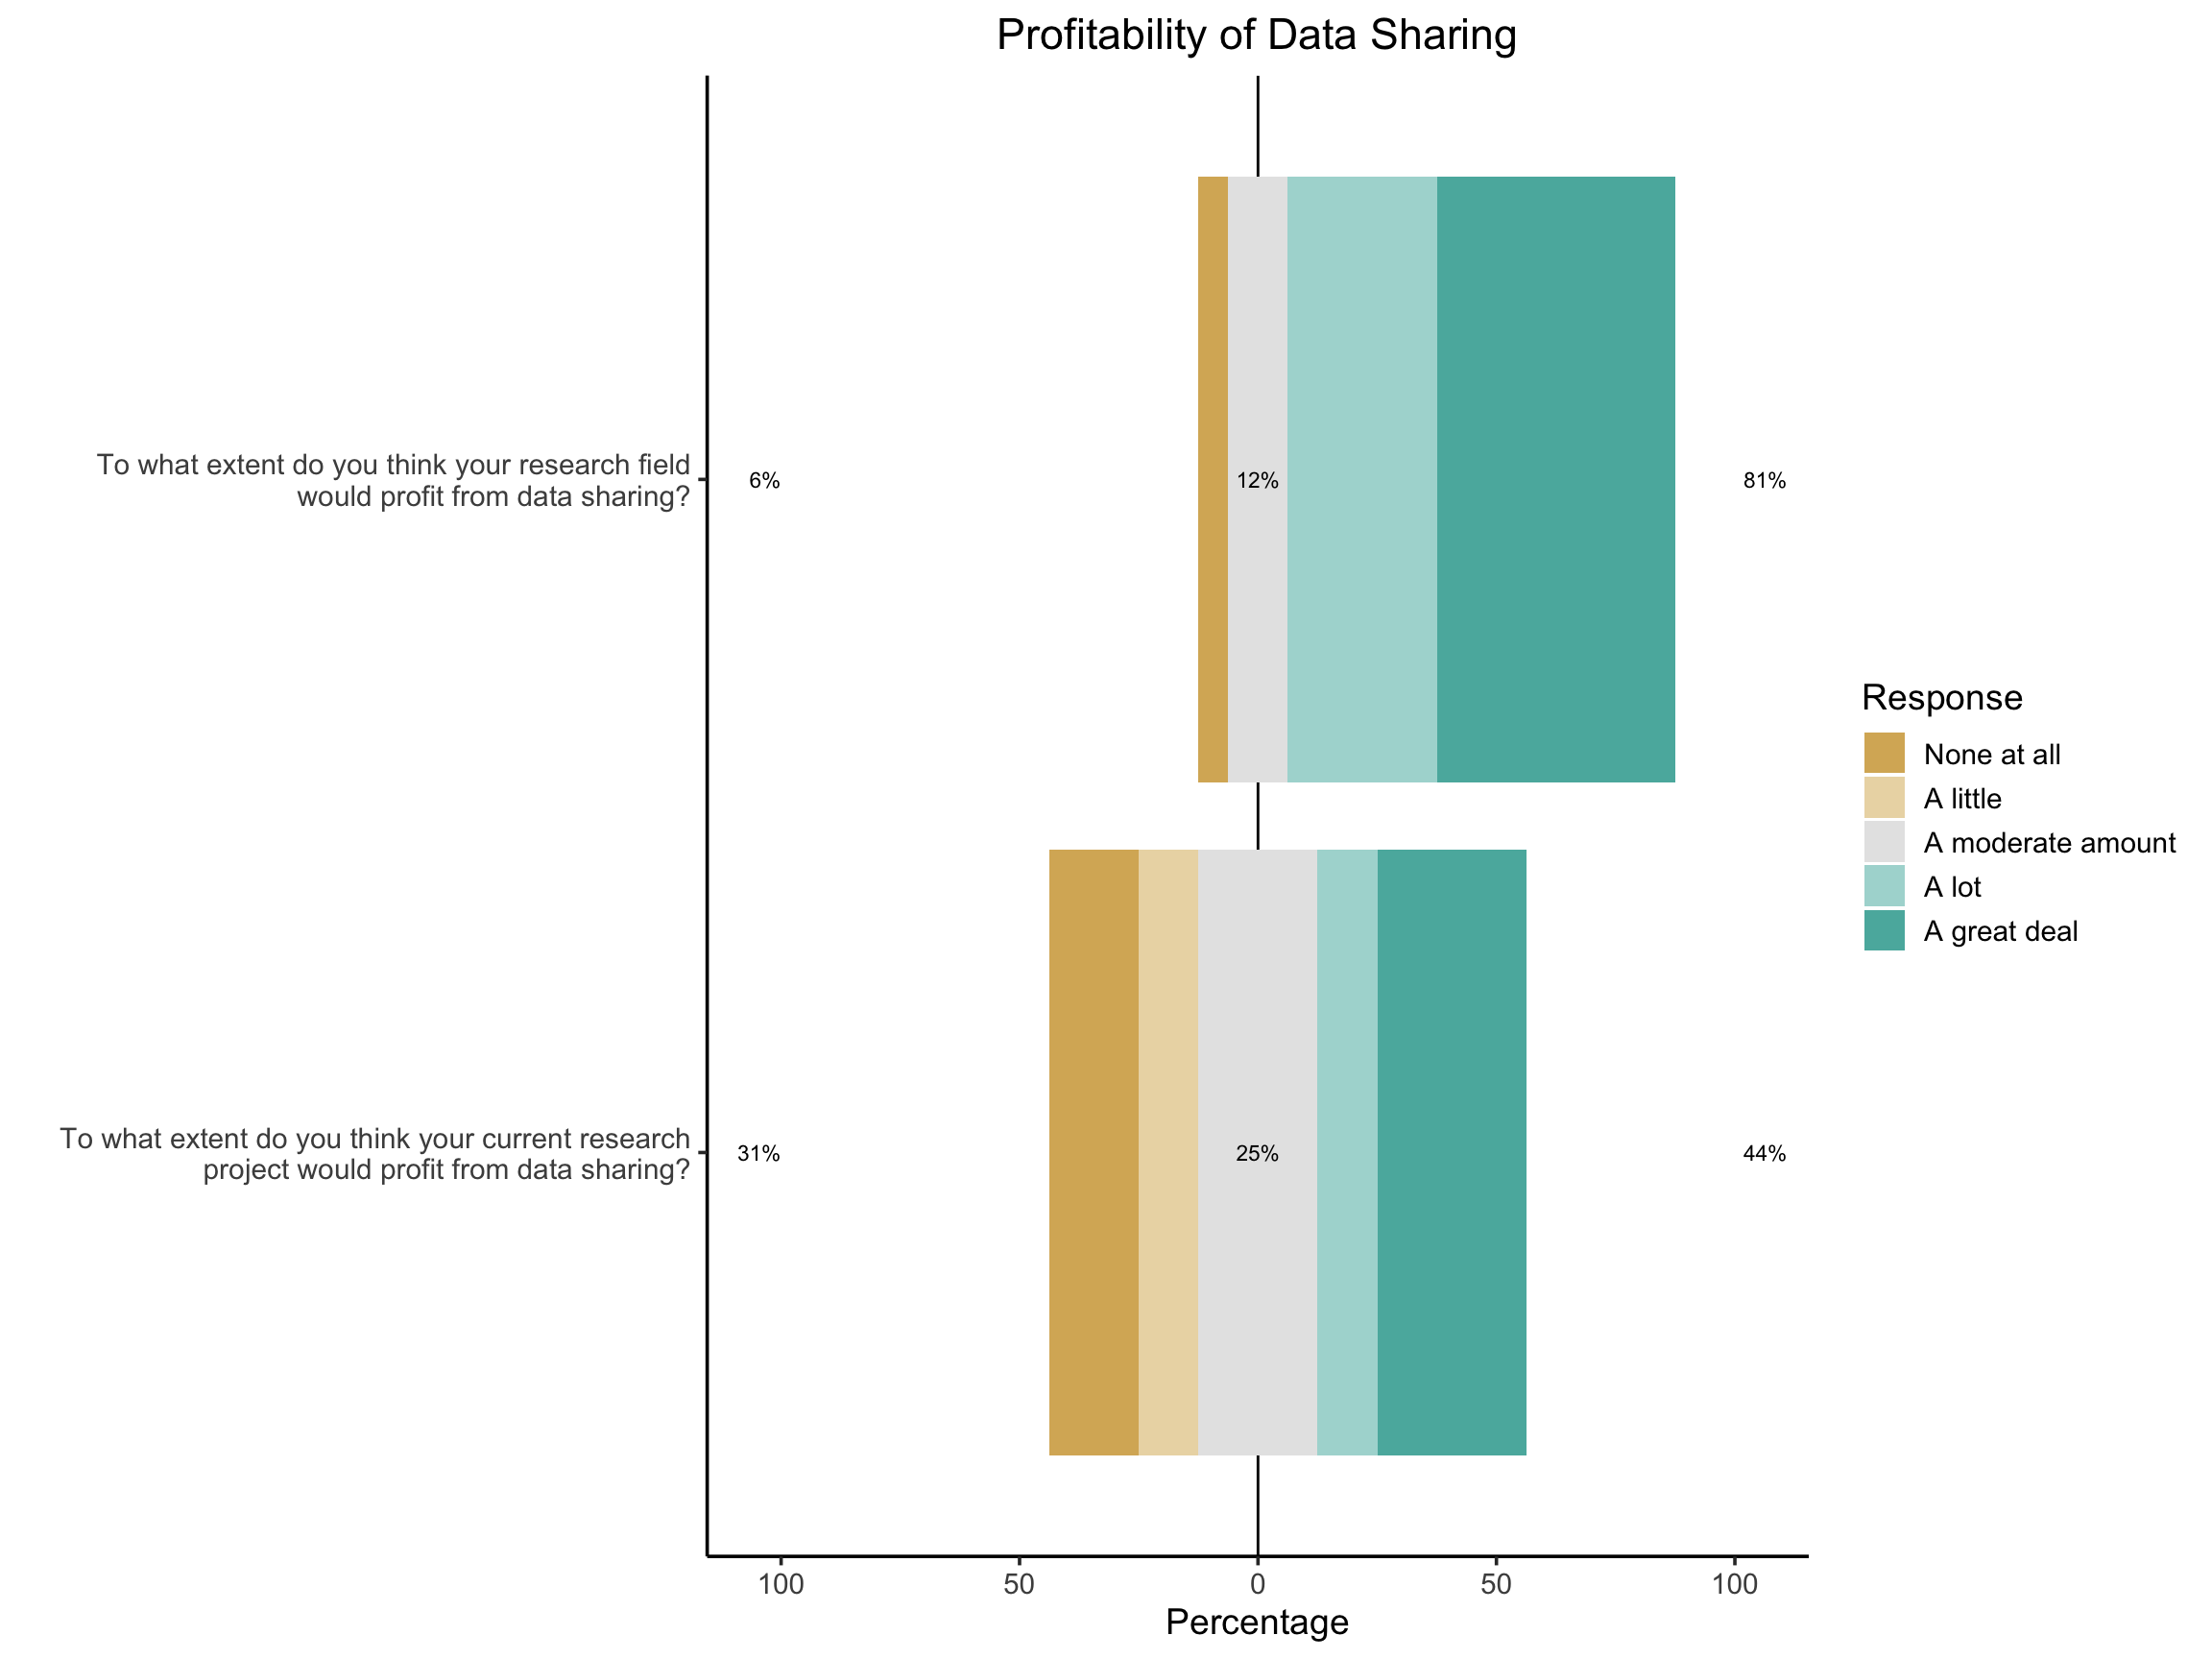 Profitability of Data Sharing
To what extent do you think your research field
would profit from data sharing?
6%
12%
81%
To what extent do you think your current research
project would profit from data sharing?
31%
25%
44%
100
50
0
50
100
Percentage
Response
None at all
A little
A moderate amount
A lot
A great deal